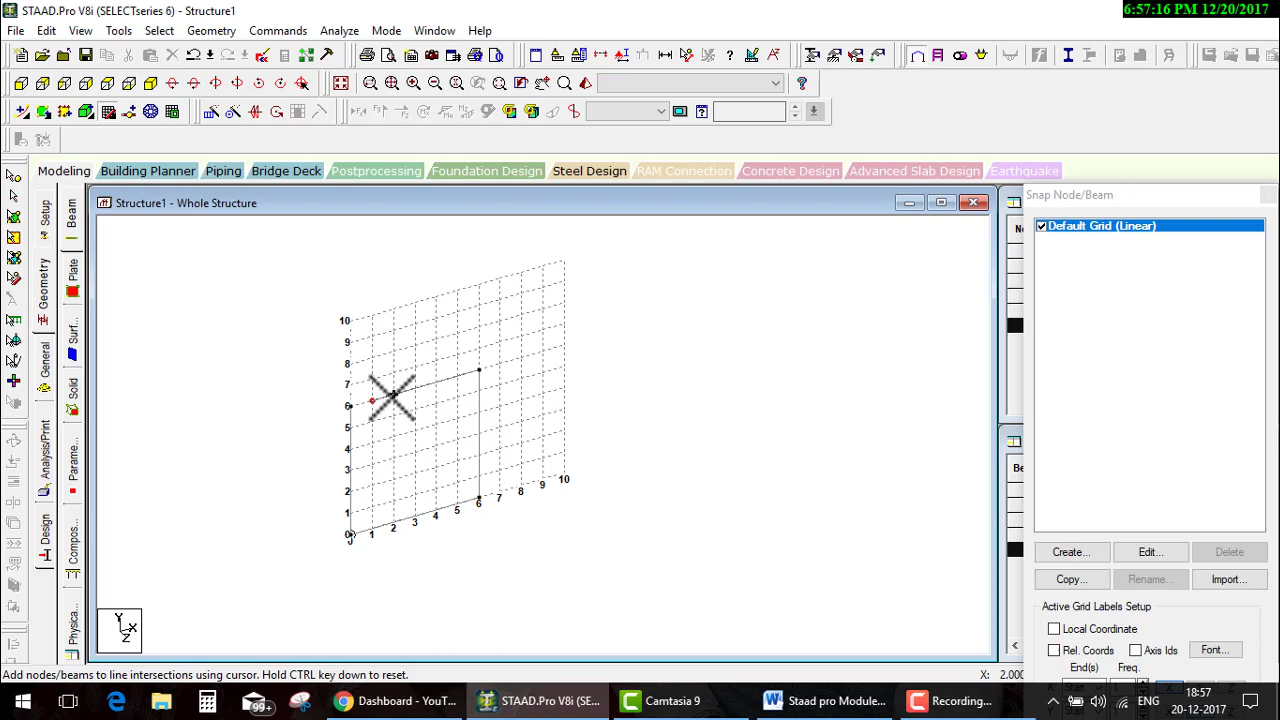 STAAD.Pro V8i (SELECTseries 6) - Structure1
6:57:16 PM 12/20/2017
File Edit View Tools Select Geometry Commands Analyze Mode Window Help
Modeling Building Planner Piping Bridge Deck Postprocessing Foundation Design Steel Design RAM Connection Concrete Design Advanced Slab Design Earthquake
Structure1 - Whole Structure
Snap Node/Beam
Default Grid (Linear)
Setup
Geometry
General
Analysis/Print
Design
Beam
Plate
Surf...
Solid
Parame...
Compos...
Physica...
10
9
8
7
6
5
4
3
2
1
0
1 2 3 4 5 6 7 8 9 10
Y
X
Z
Create... Edit... Delete
Copy... Rename... Import...
Active Grid Labels Setup
Local Coordinate
Rel. Coords Axis Ids Font...
End(s) Freq.
X: Start 1 X Y Z
Add nodes/beams to line intersections using cursor. Hold CTRL key down to reset.
X: 2.000
99+
Dashboard - YouT... STAAD.Pro V8i (SE... Camtasia 9 Staad pro Module... Recording...
ENG
18:57
20-12-2017